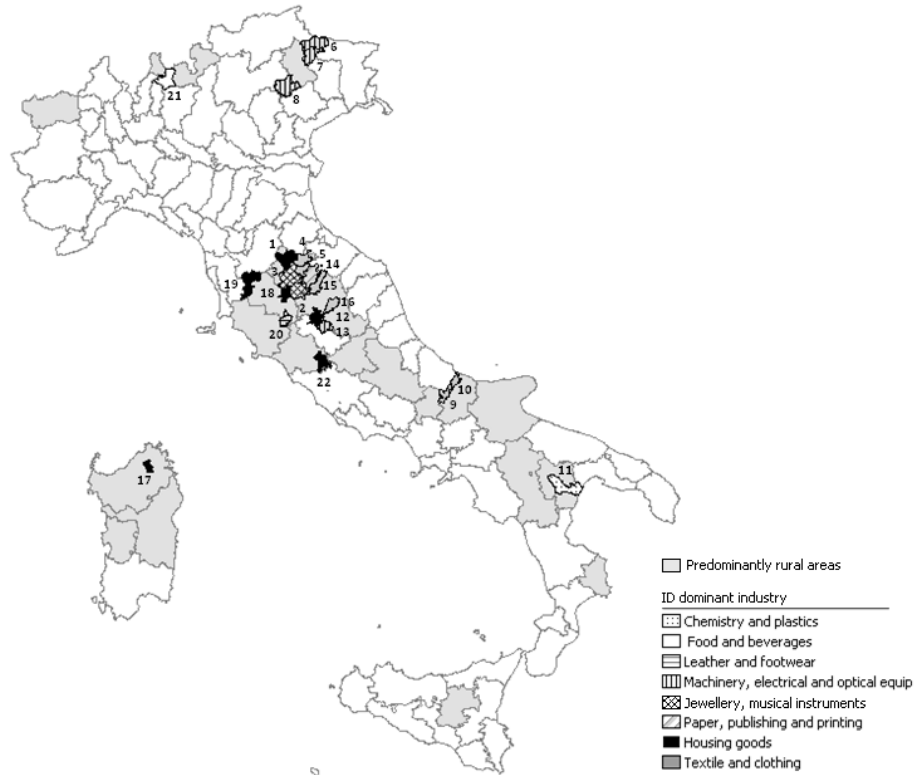 6
7
21
8
1
4
5
14
3
19
15
18
16
2
12
20
13
22
10
9
11
17
Predominantly rural areas
ID dominant industry
Chemistry and plastics
Food and beverages
Leather and footwear
Machinery, electrical and optical equip
Jewellery, musical instruments
Paper, publishing and printing
Housing goods
Textile and clothing